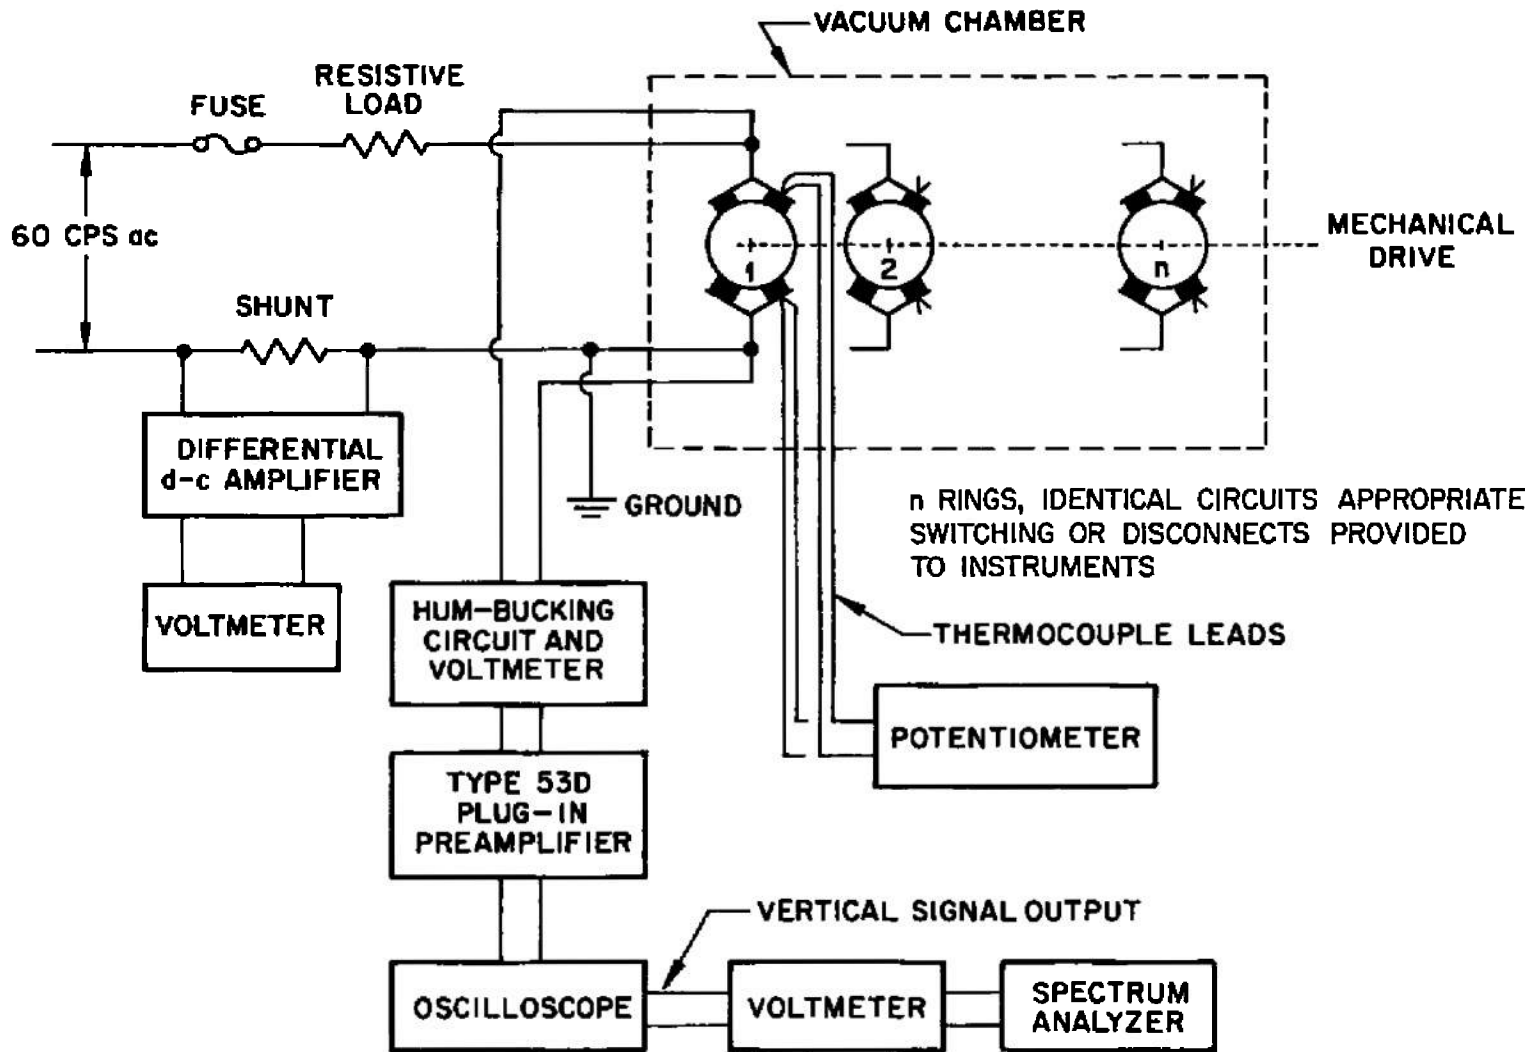 VACUUM CHAMBER
RESISTIVE
LOAD
FUSE
60 CPS ac
1
2
n
MECHANICAL
DRIVE
SHUNT
DIFFERENTIAL
d-c AMPLIFIER
GROUND
n RINGS, IDENTICAL CIRCUITS APPROPRIATE
SWITCHING OR DISCONNECTS PROVIDED
TO INSTRUMENTS
VOLTMETER
HUM-BUCKING
CIRCUIT AND
VOLTMETER
THERMOCOUPLE LEADS
POTENTIOMETER
TYPE 53D
PLUG-IN
PREAMPLIFIER
VERTICAL SIGNAL OUTPUT
OSCILLOSCOPE
VOLTMETER
SPECTRUM
ANALYZER